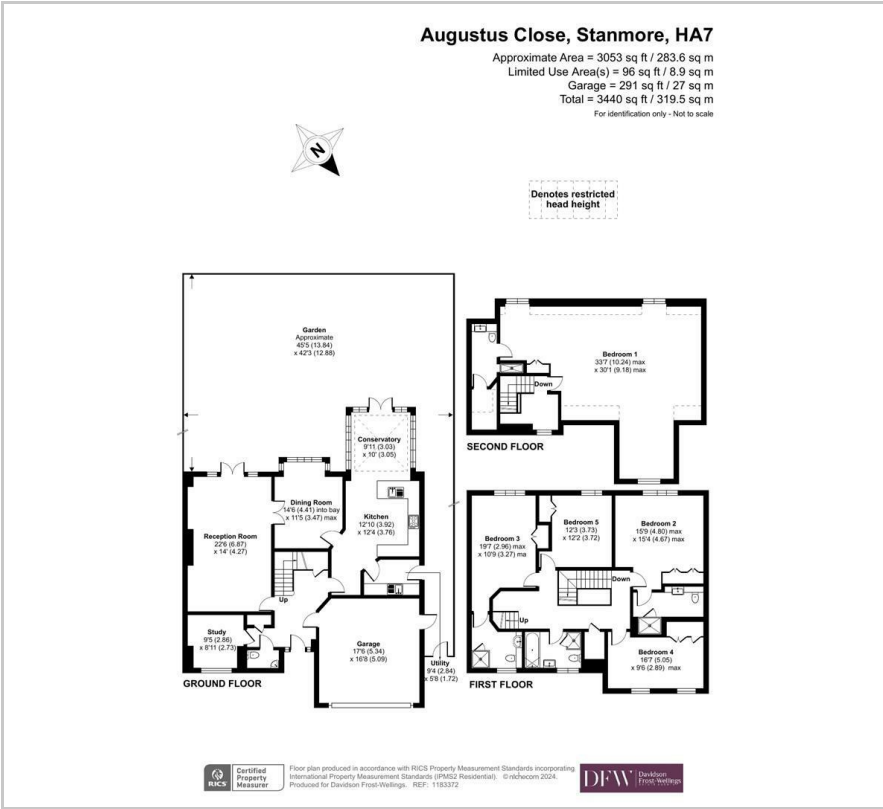 Augustus Close, Stanmore, HA7
Approximate Area = 3053 sq ft / 283.6 sq m
Limited Use Area(s) = 96 sq ft / 8.9 sq m
Garage = 291 sq ft / 27 sq m
Total = 3440 sq ft / 319.5 sq m
For identification only - Not to scale
N
Denotes restricted
head height
Garden
Approximate
45'5 (13.84)
x 42'3 (12.88)
Conservatory
9'11 (3.03)
x 10' (3.05)
Dining Room
14'6 (4.41) into bay
x 11'5 (3.47) max
Kitchen
12'10 (3.92)
x 12'4 (3.76)
Reception Room
22'6 (6.87)
x 14' (4.27)
Up
Study
9'5 (2.86)
x 8'11 (2.73)
Garage
17'6 (5.34)
x 16'8 (5.09)
Utility
9'4 (2.84)
x 5'8 (1.72)
GROUND FLOOR
Bedroom 1
33'7 (10.24) max
x 30'1 (9.18) max
Down
SECOND FLOOR
Bedroom 3
19'7 (2.96) max
x 10'9 (3.27) ma
Bedroom 5
12'3 (3.73)
x 12'2 (3.72)
Bedroom 2
15'9 (4.80) max
x 15'4 (4.67) max
Down
Up
Bedroom 4
16'7 (5.05)
x 9'6 (2.89) max
FIRST FLOOR
RICS
Certified
Property
Measurer
Floor plan produced in accordance with RICS Property Measurement Standards incorporating
International Property Measurement Standards (IPMS2 Residential). © nichecom 2024.
Produced for Davidson Frost-Wellings. REF: 1183372
DFW
Davidson
Frost-Wellings